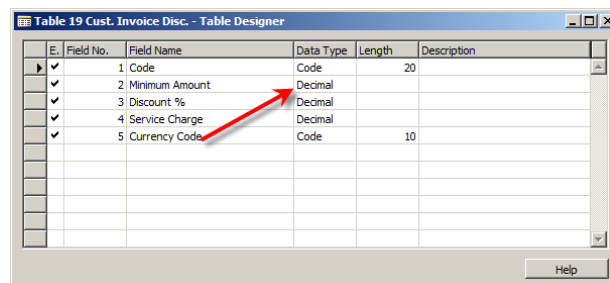 Table 19 Cust. Invoice Disc. - Table Designer
E. Field No. Field Name Data Type Length Description
1 Code Code 20
2 Minimum Amount Decimal
3 Discount % Decimal
4 Service Charge Decimal
5 Currency Code Code 10
Help